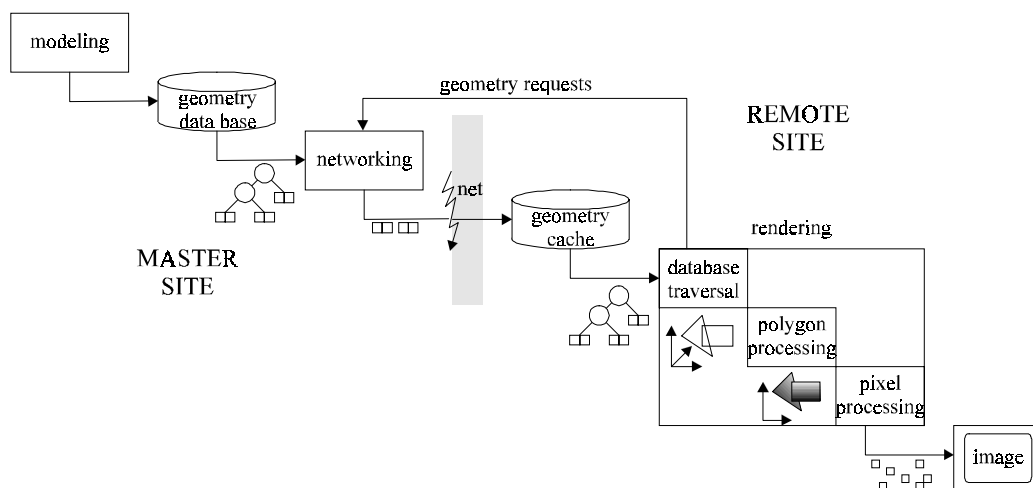 modeling
geometry
data base
geometry requests
REMOTE
SITE
networking
net
geometry
cache
MASTER
SITE
rendering
database
traversal
polygon
processing
pixel
processing
image